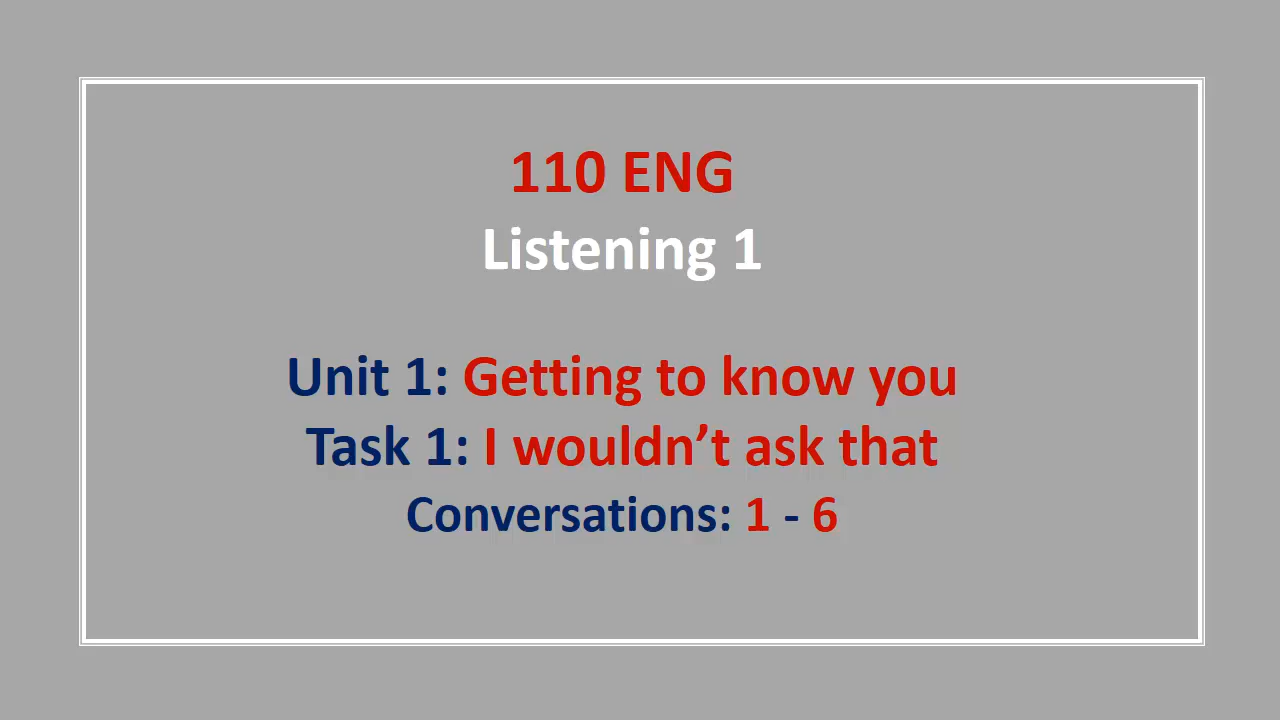 110 ENG
Listening 1
Unit 1: Getting to know you
Task 1: I wouldn’t ask that
Conversations: 1 - 6